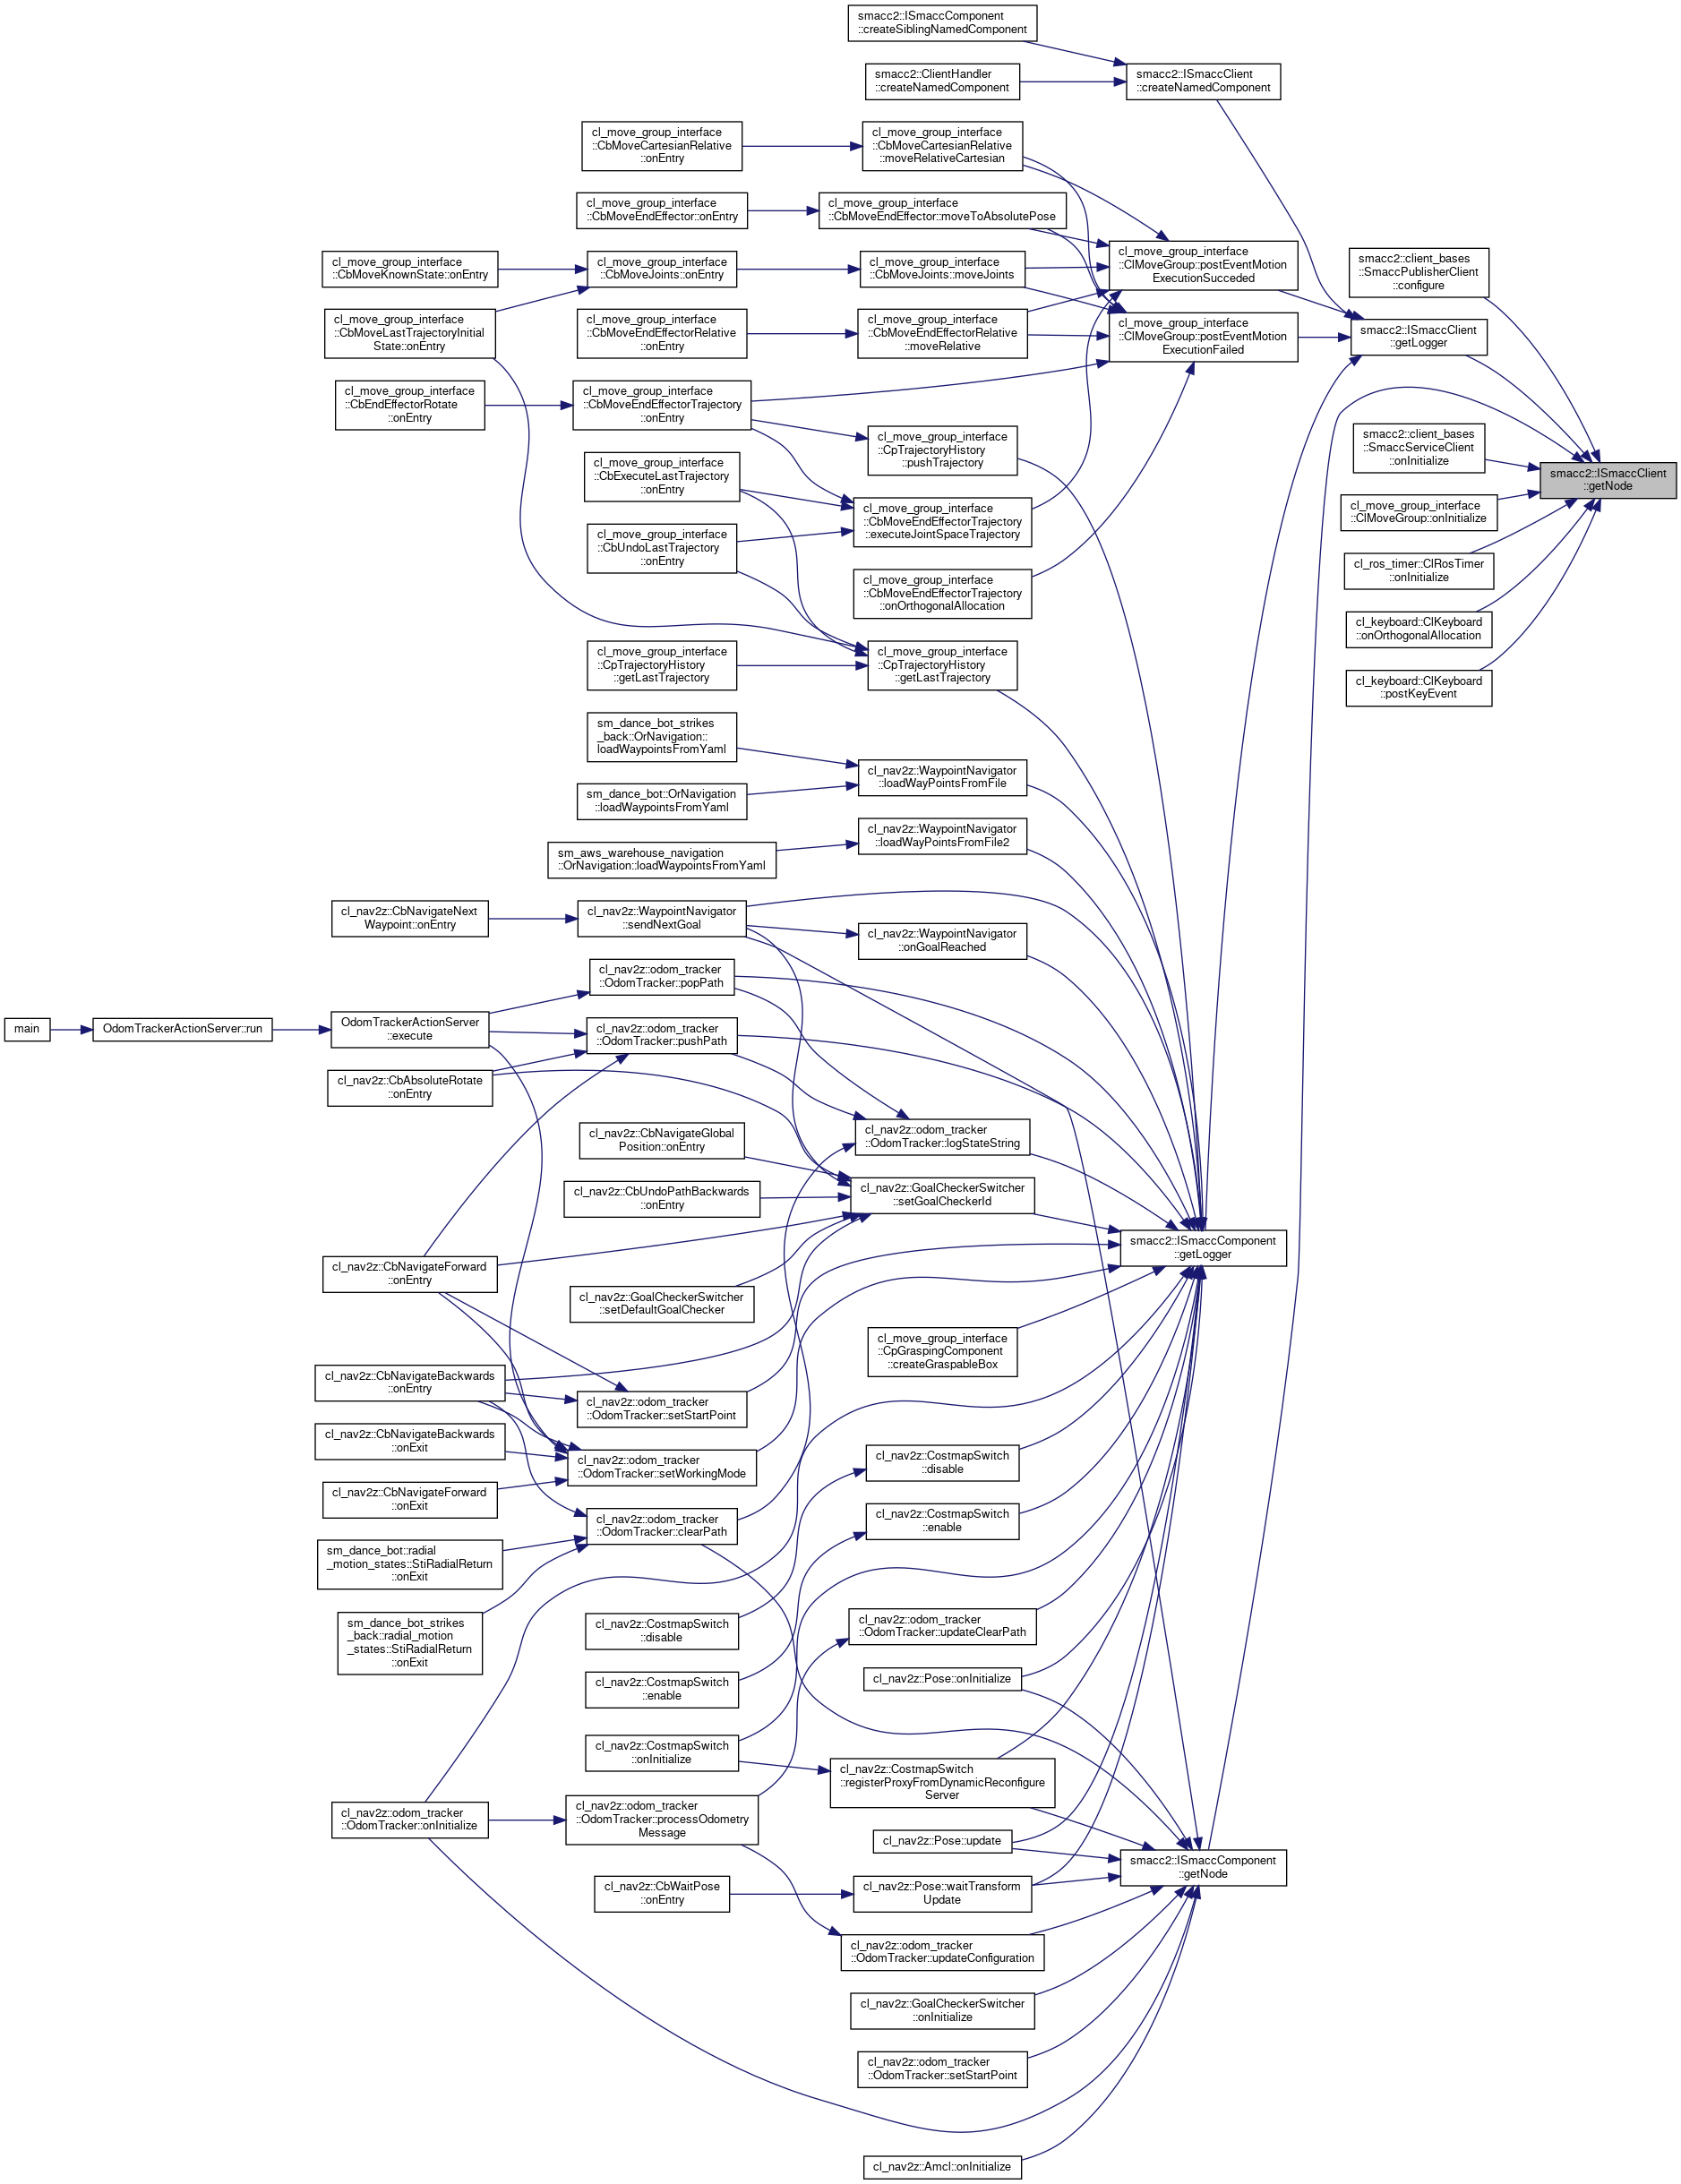 smacc2::ISmaccComponent
::createSiblingNamedComponent
smacc2::ClientHandler
::createNamedComponent
smacc2::ISmaccClient
::createNamedComponent
cl_move_group_interface
::CbMoveCartesianRelative
::onEntry
cl_move_group_interface
::CbMoveCartesianRelative
::moveRelativeCartesian
cl_move_group_interface
::CbMoveEndEffector::onEntry
cl_move_group_interface
::CbMoveEndEffector::moveToAbsolutePose
cl_move_group_interface
::CbMoveKnownState::onEntry
cl_move_group_interface
::CbMoveJoints::onEntry
cl_move_group_interface
::CbMoveJoints::moveJoints
cl_move_group_interface
::ClMoveGroup::postEventMotion
ExecutionSucceded
smacc2::client_bases
::SmaccPublisherClient
::configure
cl_move_group_interface
::CbMoveLastTrajectoryInitial
State::onEntry
cl_move_group_interface
::CbMoveEndEffectorRelative
::onEntry
cl_move_group_interface
::CbMoveEndEffectorRelative
::moveRelative
cl_move_group_interface
::ClMoveGroup::postEventMotion
ExecutionFailed
smacc2::ISmaccClient
::getLogger
cl_move_group_interface
::CbEndEffectorRotate
::onEntry
cl_move_group_interface
::CbMoveEndEffectorTrajectory
::onEntry
cl_move_group_interface
::CpTrajectoryHistory
::pushTrajectory
smacc2::client_bases
::SmaccServiceClient
::onInitialize
smacc2::ISmaccClient
::getNode
cl_move_group_interface
::CbExecuteLastTrajectory
::onEntry
cl_move_group_interface
::CbMoveEndEffectorTrajectory
::executeJointSpaceTrajectory
cl_move_group_interface
::ClMoveGroup::onInitialize
cl_move_group_interface
::CbUndoLastTrajectory
::onEntry
cl_ros_timer::ClRosTimer
::onInitialize
cl_move_group_interface
::CbMoveEndEffectorTrajectory
::onOrthogonalAllocation
cl_keyboard::ClKeyboard
::onOrthogonalAllocation
cl_move_group_interface
::CpTrajectoryHistory
::getLastTrajectory
cl_move_group_interface
::CpTrajectoryHistory
::getLastTrajectory
cl_keyboard::ClKeyboard
::postKeyEvent
sm_dance_bot_strikes
_back::OrNavigation::
loadWaypointsFromYaml
cl_nav2z::WaypointNavigator
::loadWayPointsFromFile
sm_dance_bot::OrNavigation
::loadWaypointsFromYaml
cl_nav2z::WaypointNavigator
::loadWayPointsFromFile2
sm_aws_warehouse_navigation
::OrNavigation::loadWaypointsFromYaml
cl_nav2z::CbNavigateNext
Waypoint::onEntry
cl_nav2z::WaypointNavigator
::sendNextGoal
cl_nav2z::WaypointNavigator
::onGoalReached
cl_nav2z::odom_tracker
::OdomTracker::popPath
main
OdomTrackerActionServer::run
OdomTrackerActionServer
::execute
cl_nav2z::odom_tracker
::OdomTracker::pushPath
cl_nav2z::CbAbsoluteRotate
::onEntry
cl_nav2z::CbNavigateGlobal
Position::onEntry
cl_nav2z::odom_tracker
::OdomTracker::logStateString
cl_nav2z::CbUndoPathBackwards
::onEntry
cl_nav2z::GoalCheckerSwitcher
::setGoalCheckerId
smacc2::ISmaccComponent
::getLogger
cl_nav2z::CbNavigateForward
::onEntry
cl_nav2z::GoalCheckerSwitcher
::setDefaultGoalChecker
cl_move_group_interface
::CpGraspingComponent
::createGraspableBox
cl_nav2z::CbNavigateBackwards
::onEntry
cl_nav2z::odom_tracker
::OdomTracker::setStartPoint
cl_nav2z::CbNavigateBackwards
::onExit
cl_nav2z::odom_tracker
::OdomTracker::setWorkingMode
cl_nav2z::CostmapSwitch
::disable
cl_nav2z::CbNavigateForward
::onExit
cl_nav2z::odom_tracker
::OdomTracker::clearPath
cl_nav2z::CostmapSwitch
::enable
sm_dance_bot::radial
_motion_states::StiRadialReturn
::onExit
sm_dance_bot_strikes
_back::radial_motion
_states::StiRadialReturn
::onExit
cl_nav2z::CostmapSwitch
::disable
cl_nav2z::odom_tracker
::OdomTracker::updateClearPath
cl_nav2z::CostmapSwitch
::enable
cl_nav2z::Pose::onInitialize
cl_nav2z::CostmapSwitch
::onInitialize
cl_nav2z::CostmapSwitch
::registerProxyFromDynamicReconfigure
Server
cl_nav2z::odom_tracker
::OdomTracker::onInitialize
cl_nav2z::odom_tracker
::OdomTracker::processOdometry
Message
cl_nav2z::Pose::update
smacc2::ISmaccComponent
::getNode
cl_nav2z::CbWaitPose
::onEntry
cl_nav2z::Pose::waitTransform
Update
cl_nav2z::odom_tracker
::OdomTracker::updateConfiguration
cl_nav2z::GoalCheckerSwitcher
::onInitialize
cl_nav2z::odom_tracker
::OdomTracker::setStartPoint
cl_nav2z::Amcl::onInitialize